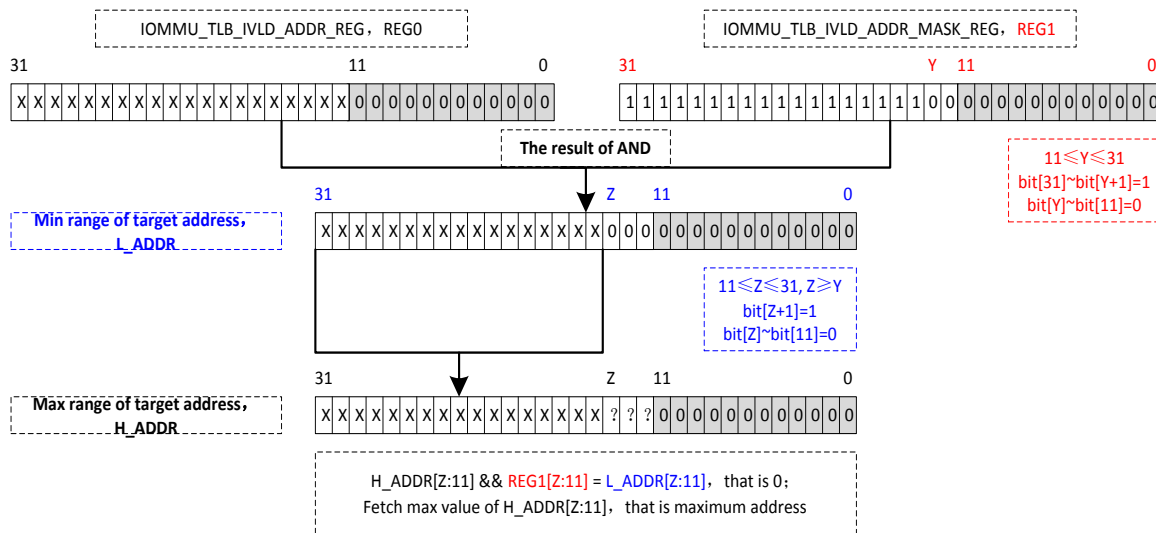 IOMMU_TLB_IVLD_ADDR_REG，REG0
IOMMU_TLB_IVLD_ADDR_MASK_REG，REG1
31 11 0
31 Y 11 0
X X X X X X X X X X X X X X X X X X X X 0 0 0 0 0 0 0 0 0 0 0 0
1 1 1 1 1 1 1 1 1 1 1 1 1 1 1 1 1 1 0 0 0 0 0 0 0 0 0 0 0 0 0 0
The result of AND
11≤Y≤31
bit[31]~bit[Y+1]=1
bit[Y]~bit[11]=0
31 Z 11 0
Min range of target address，
L_ADDR
X X X X X X X X X X X X X X X X X 0 0 0 0 0 0 0 0 0 0 0 0 0 0 0
11≤Z≤31, Z≥Y
bit[Z+1]=1
bit[Z]~bit[11]=0
31 Z 11 0
Max range of target address，
H_ADDR
X X X X X X X X X X X X X X X X X ? ? ? 0 0 0 0 0 0 0 0 0 0 0 0
H_ADDR[Z:11] && REG1[Z:11] = L_ADDR[Z:11]，that is 0；
Fetch max value of H_ADDR[Z:11]，that is maximum address